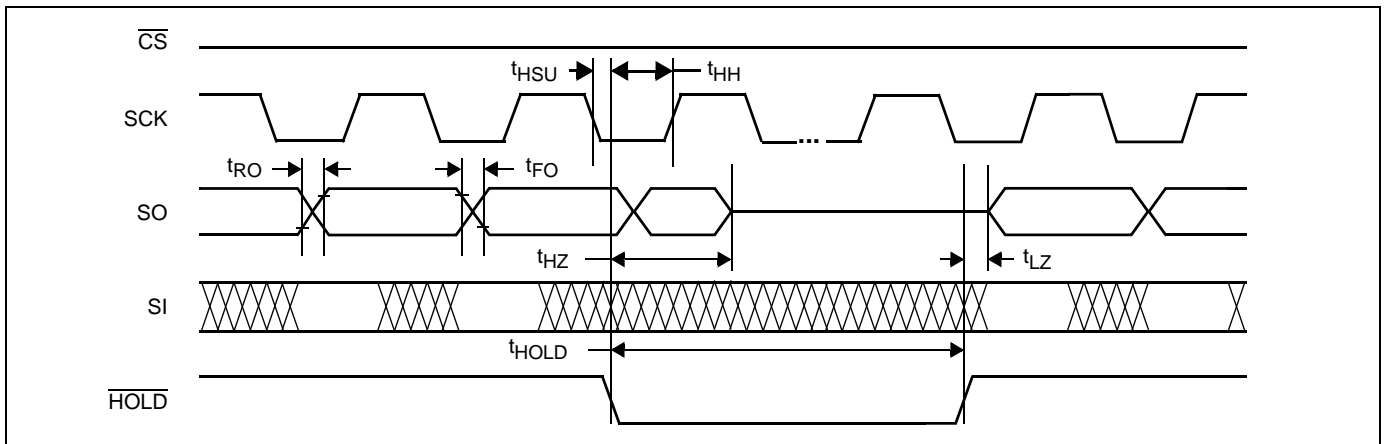 CS
tHSU
tHH
SCK
...
tRO
tFO
SO
tHZ
tLZ
SI
tHOLD
HOLD